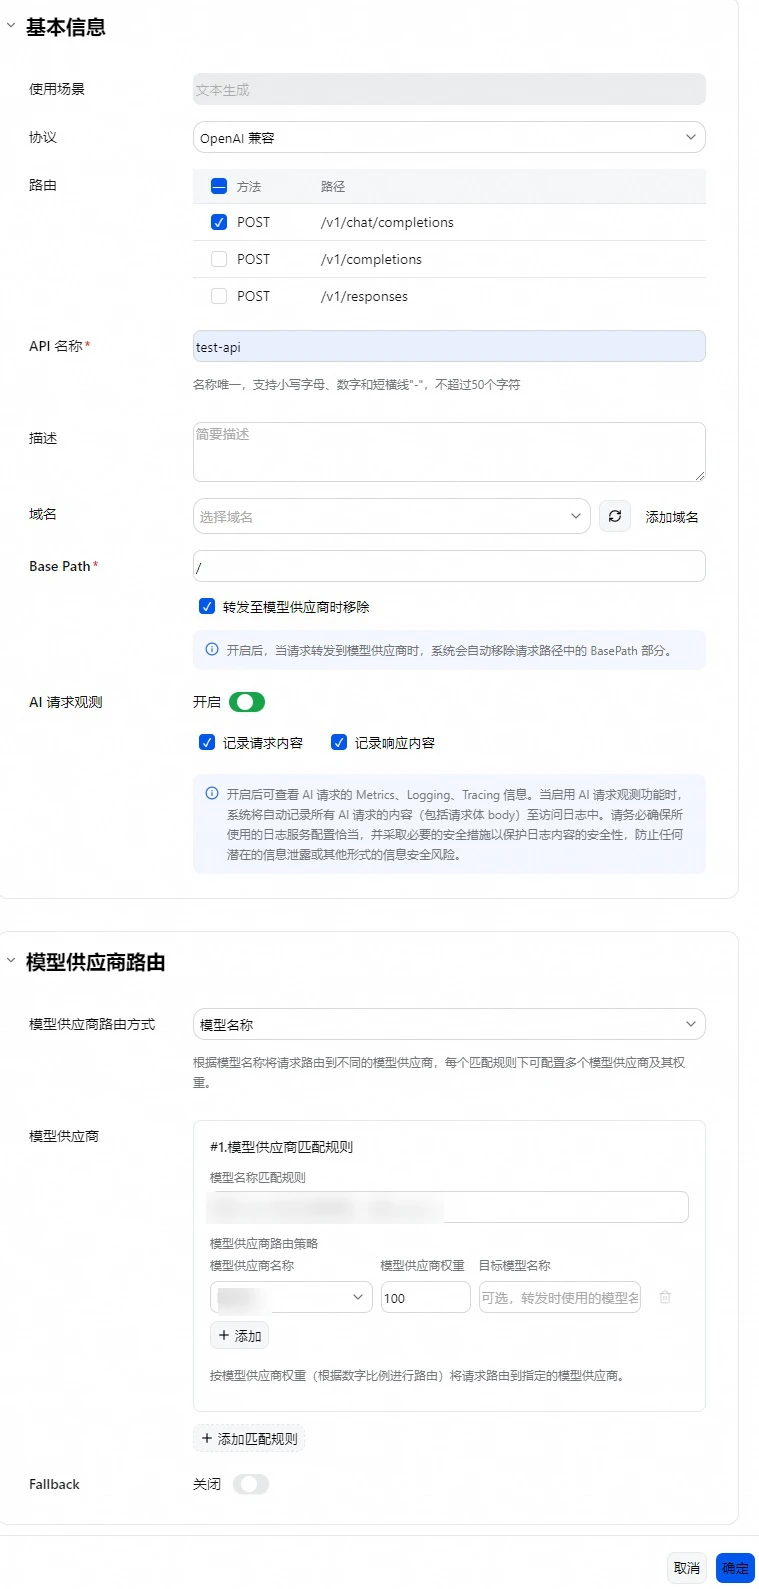 基本信息
使用场景
文本生成
协议
OpenAI 兼容
路由
方法 路径
POST /v1/chat/completions
POST /v1/completions
POST /v1/responses
API 名称*
test-api
名称唯一，支持小写字母、数字和短横线"-"，不超过50个字符
描述
简要描述
域名
选择域名
添加域名
Base Path*
/
转发至模型供应商时移除
开启后，当请求转发到模型供应商时，系统会自动移除请求路径中的 BasePath 部分。
AI 请求观测
开启
记录请求内容 记录响应内容
开启后可查看 AI 请求的 Metrics、Logging、Tracing 信息。当启用 AI 请求观测功能时，
系统将自动记录所有 AI 请求的内容（包括请求体 body）至访问日志中。请务必确保所
使用的日志服务配置恰当，并采取必要的安全措施以保护日志内容的安全性，防止任何
潜在的信息泄露或其他形式的信息安全风险。
模型供应商路由
模型供应商路由方式
模型名称
根据模型名称将请求路由到不同的模型供应商，每个匹配规则下可配置多个模型供应商及其权
重。
模型供应商
#1.模型供应商匹配规则
模型名称匹配规则
模型供应商路由策略
模型供应商名称 模型供应商权重 目标模型名称
100 可选，转发时使用的模型名
+ 添加
按模型供应商权重（根据数字比例进行路由）将请求路由到指定的模型供应商。
+ 添加匹配规则
Fallback
关闭
取消 确定